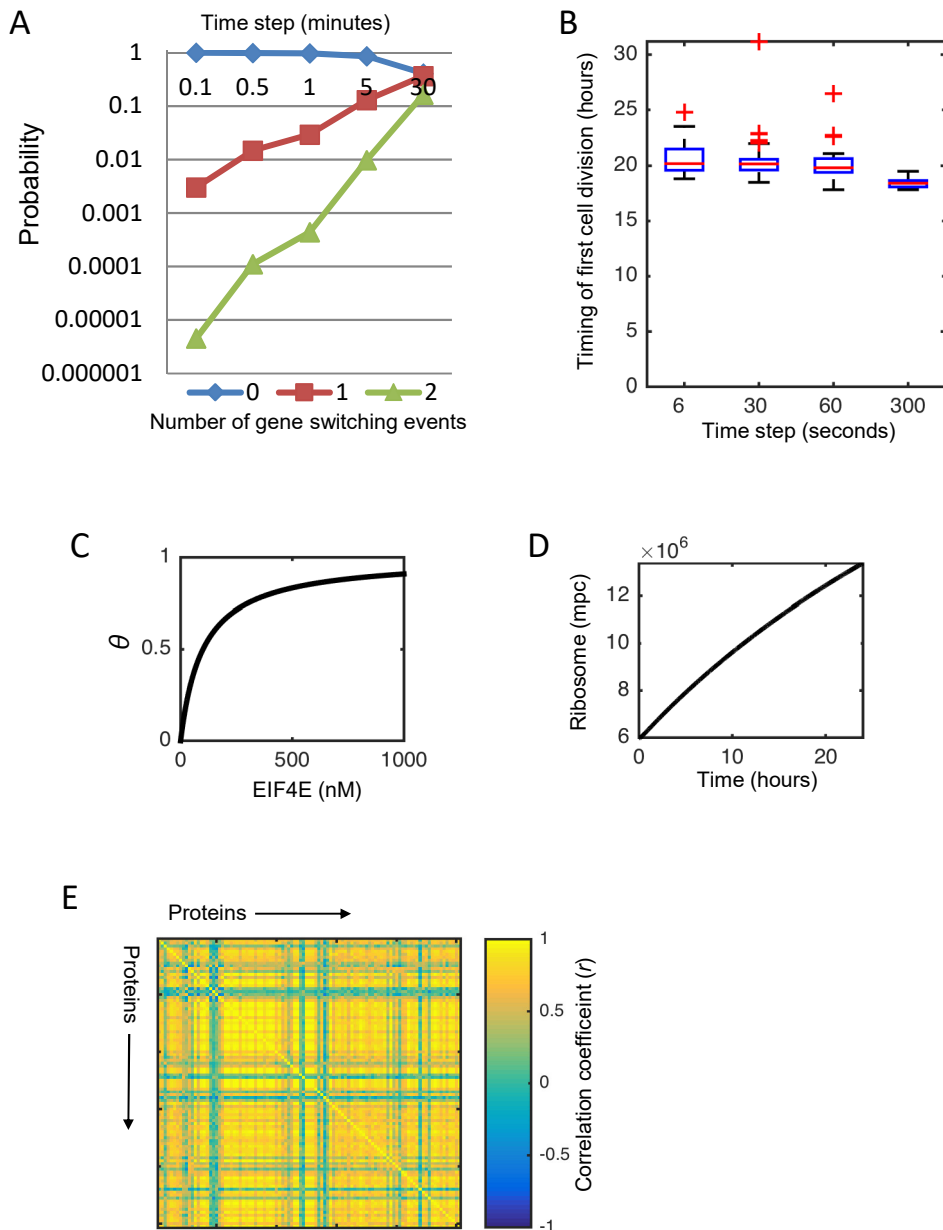 A
Time step (minutes)
1
0.1
0.01
0.001
0.0001
0.00001
0.000001
Probability
0.1 0.5 1 5 30
0 1 2
Number of gene switching events
B
30
25
20
15
10
5
0
Timing of first cell division (hours)
6 30 60 300
Time step (seconds)
C
1
0.5
0
θ
0 500 1000
EIF4E (nM)
D
×10⁶
12
10
8
6
Ribosome (mpc)
0 10 20
Time (hours)
E
Proteins
Proteins
1
0.5
0
-0.5
-1
Correlation coefficeint (r)